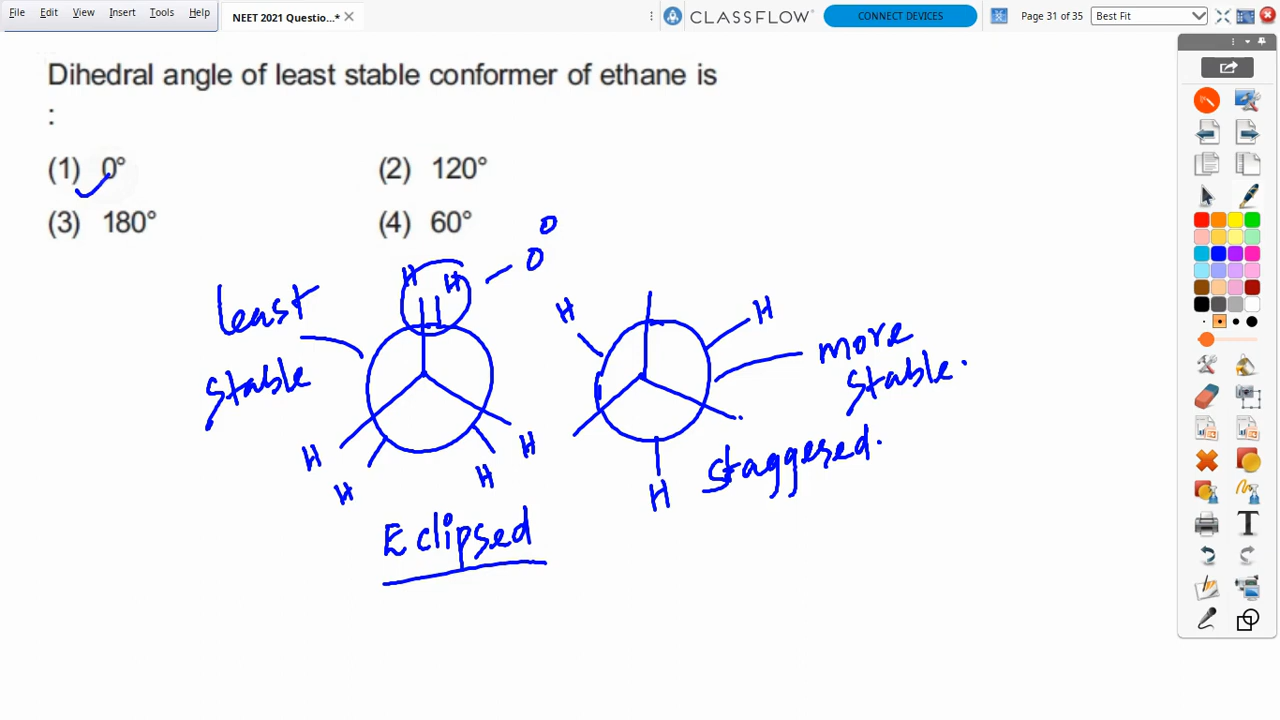 File Edit View Insert Tools Help
NEET 2021 Questio...*
CLASSFLOW
CONNECT DEVICES
Page 31 of 35
Best Fit
Dihedral angle of least stable conformer of ethane is
:
(1) 0° (2) 120°
(3) 180° (4) 60°
0
H H 0
least
stable
H H
more
stable.
H H H H
H
staggesed.
Eclipsed
T